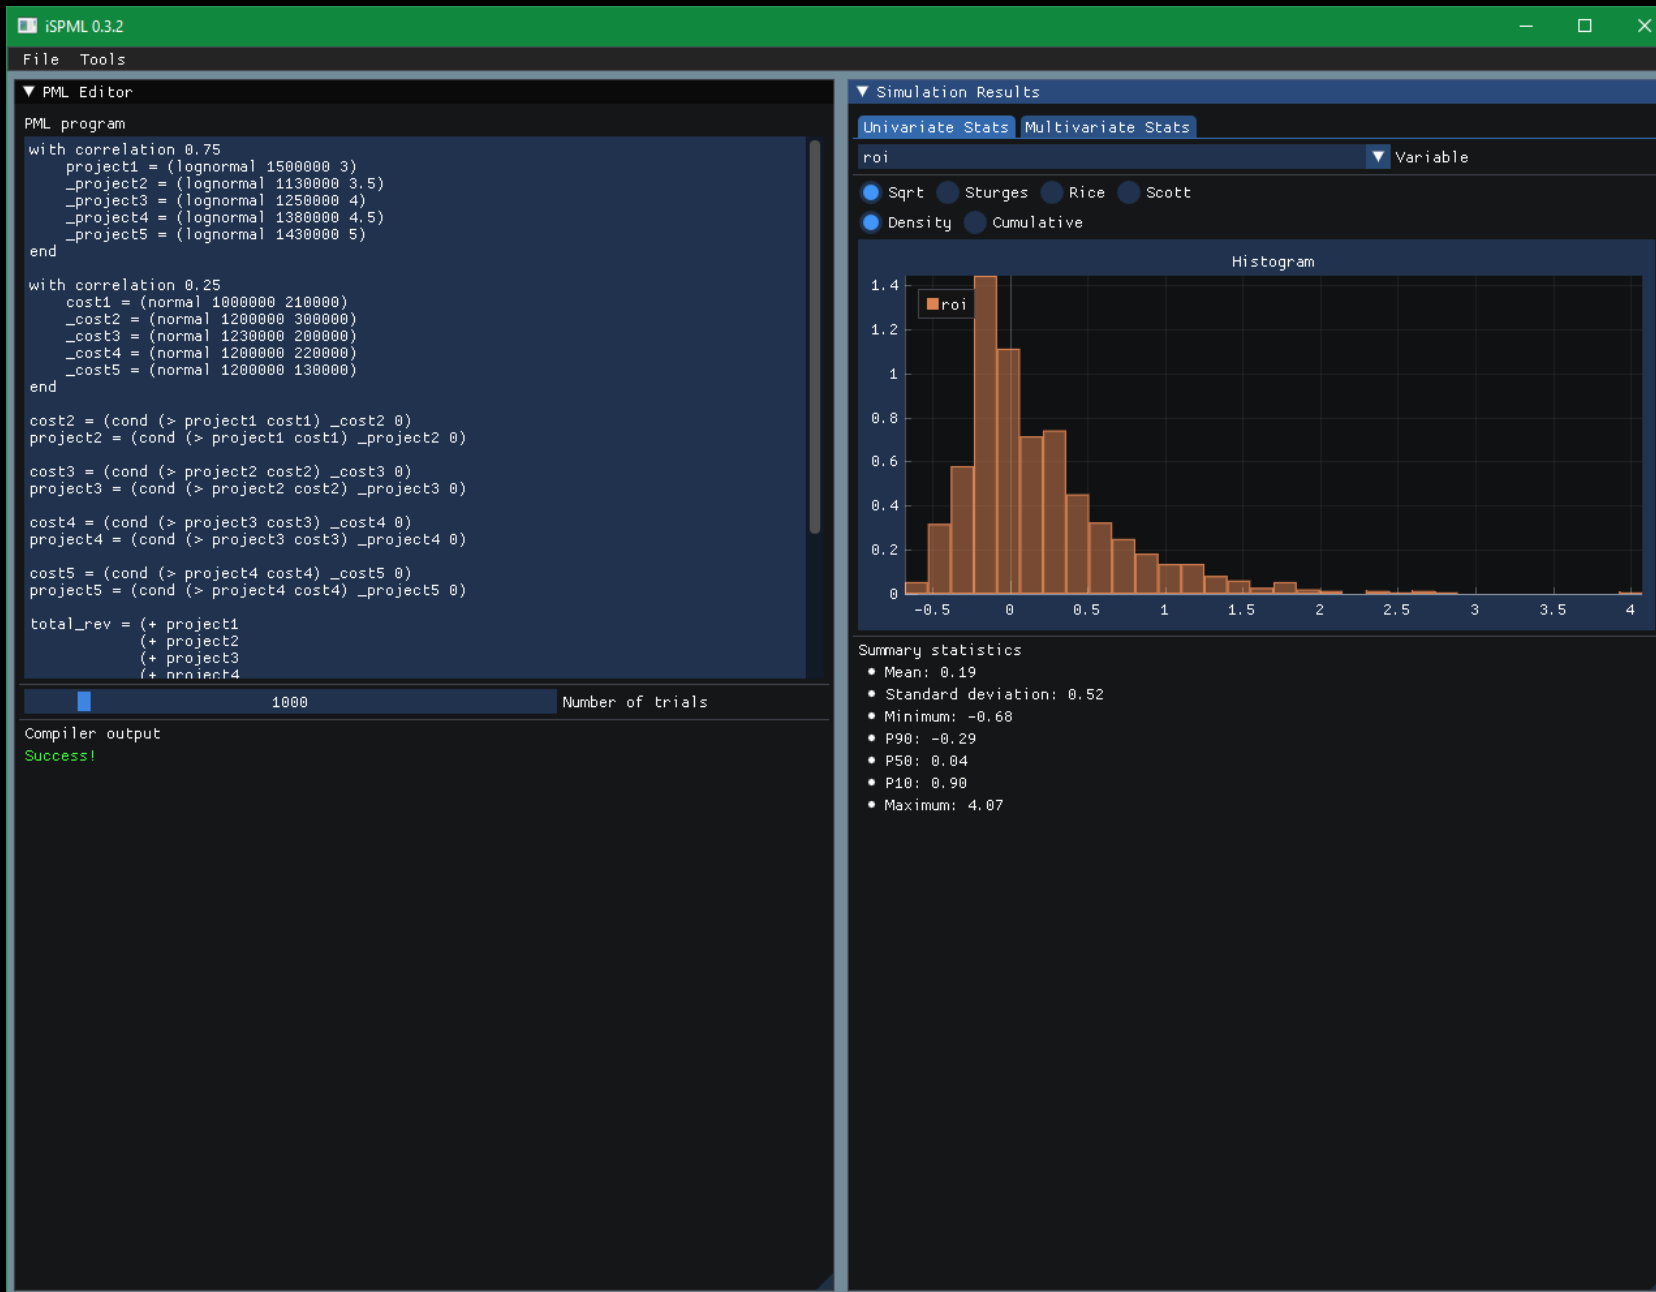 iSPML 0.3.2
File Tools
PML Editor
PML program
with correlation 0.75
    project1 = (lognormal 1500000 3)
    _project2 = (lognormal 1130000 3.5)
    _project3 = (lognormal 1250000 4)
    _project4 = (lognormal 1380000 4.5)
    _project5 = (lognormal 1430000 5)
end
with correlation 0.25
    cost1 = (normal 1000000 210000)
    _cost2 = (normal 1200000 300000)
    _cost3 = (normal 1230000 200000)
    _cost4 = (normal 1200000 220000)
    _cost5 = (normal 1200000 130000)
end
cost2 = (cond (> project1 cost1) _cost2 0)
project2 = (cond (> project1 cost1) _project2 0)
cost3 = (cond (> project2 cost2) _cost3 0)
project3 = (cond (> project2 cost2) _project3 0)
cost4 = (cond (> project3 cost3) _cost4 0)
project4 = (cond (> project3 cost3) _project4 0)
cost5 = (cond (> project4 cost4) _cost5 0)
project5 = (cond (> project4 cost4) _project5 0)
total_rev = (+ project1
            (+ project2
            (+ project3
            (+ project4
1000 Number of trials
Compiler output
Success!
Simulation Results
Univariate Stats Multivariate Stats
roi Variable
Sqrt Sturges Rice Scott
Density Cumulative
Histogram
roi
1.4
1.2
1
0.8
0.6
0.4
0.2
0
-0.5 0 0.5 1 1.5 2 2.5 3 3.5 4
Summary statistics
• Mean: 0.19
• Standard deviation: 0.52
• Minimum: -0.68
• P90: -0.29
• P50: 0.04
• P10: 0.90
• Maximum: 4.07